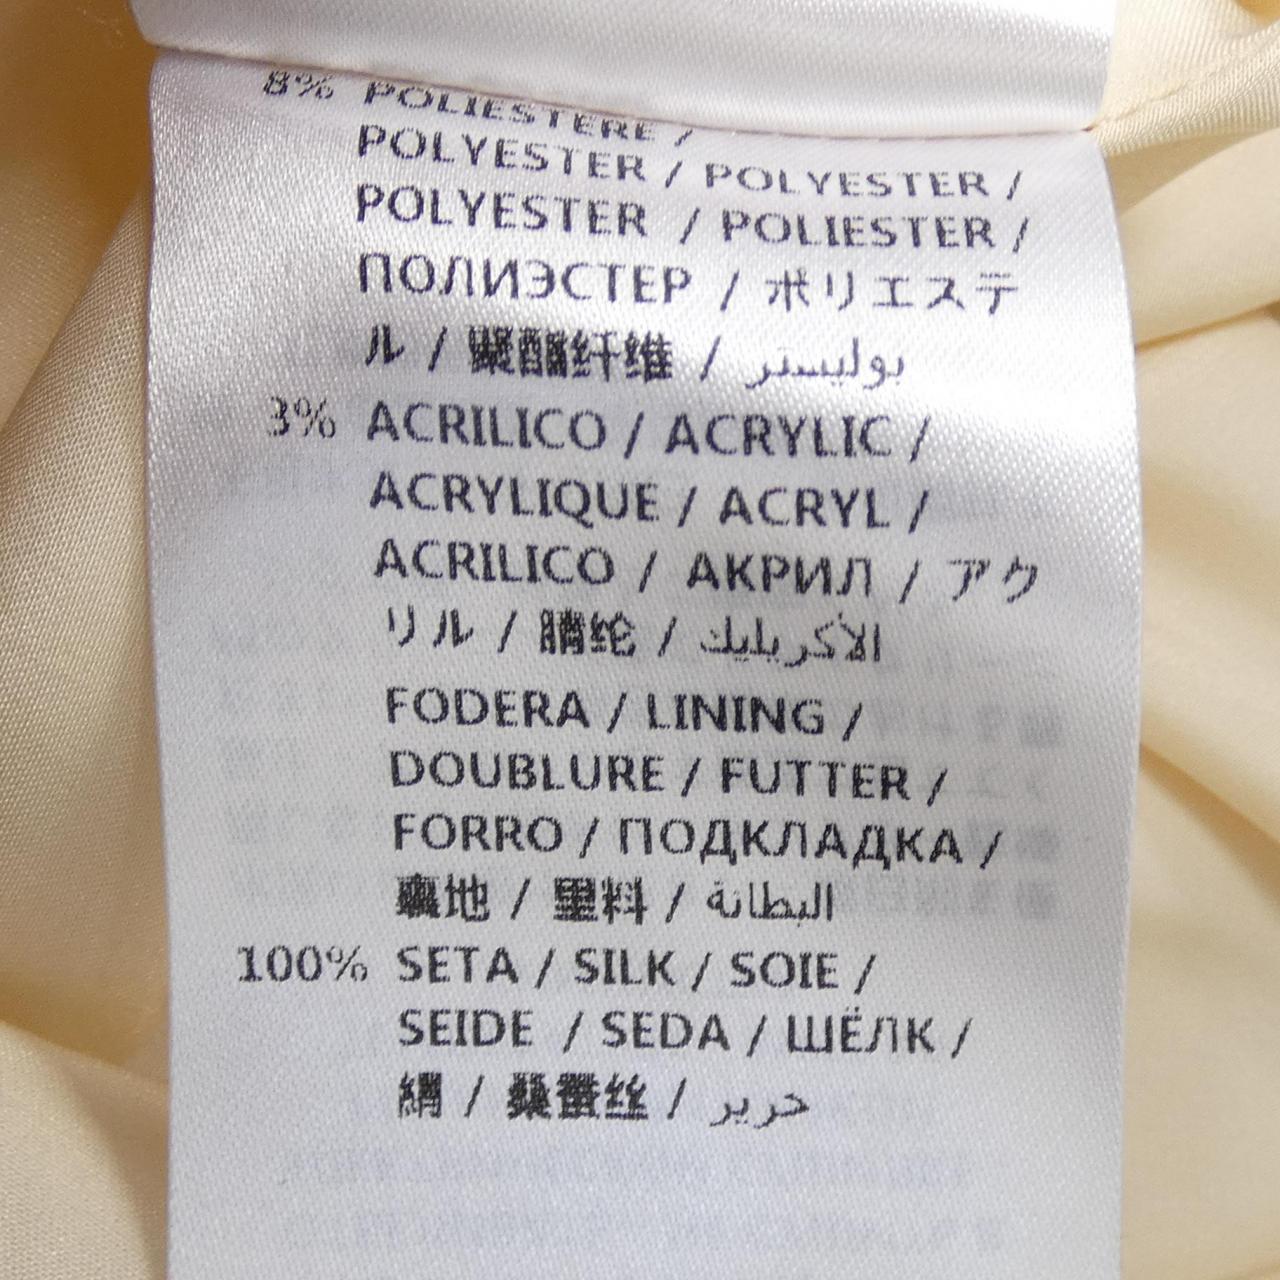 8% POLIESTERE /
POLYESTER / POLYESTER /
POLYESTER / POLIESTER /
ПОЛИЭСТЕР / ポリエステ
ル / 聚酯纤维 / بوليستر
3% ACRILICO / ACRYLIC /
ACRYLIQUE / ACRYL /
ACRILICO / АКРИЛ / アク
リル / 腈纶 / الأكريليك
FODERA / LINING /
DOUBLURE / FUTTER /
FORRO / ПОДКЛАДКА /
裏地 / 里料 / البطانة
100% SETA / SILK / SOIE /
SEIDE / SEDA / ШЁЛК /
絹 / 桑蚕丝 / حرير